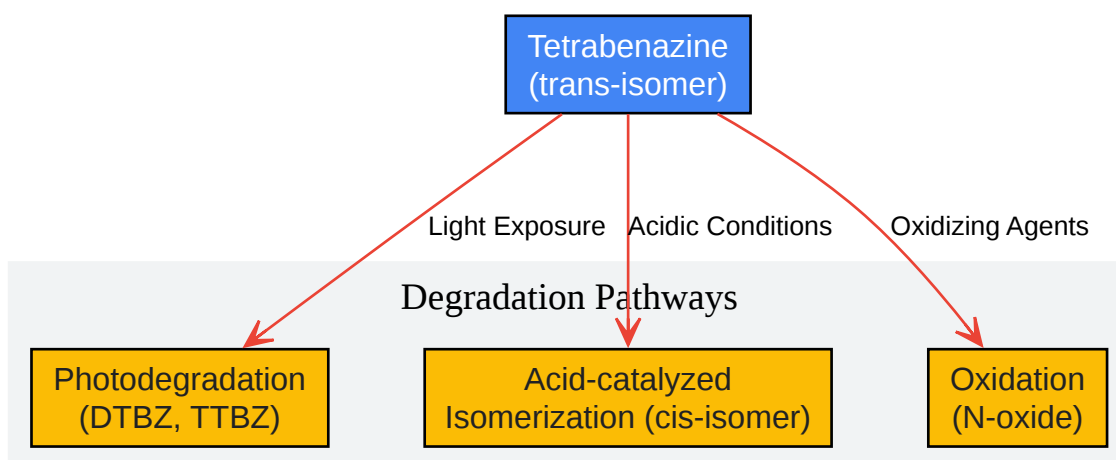 Tetrabenazine
(trans-isomer)
Light Exposure
Acidic Conditions
Oxidizing Agents
Degradation Pathways
Photodegradation
(DTBZ, TTBZ)
Acid-catalyzed
Isomerization (cis-isomer)
Oxidation
(N-oxide)